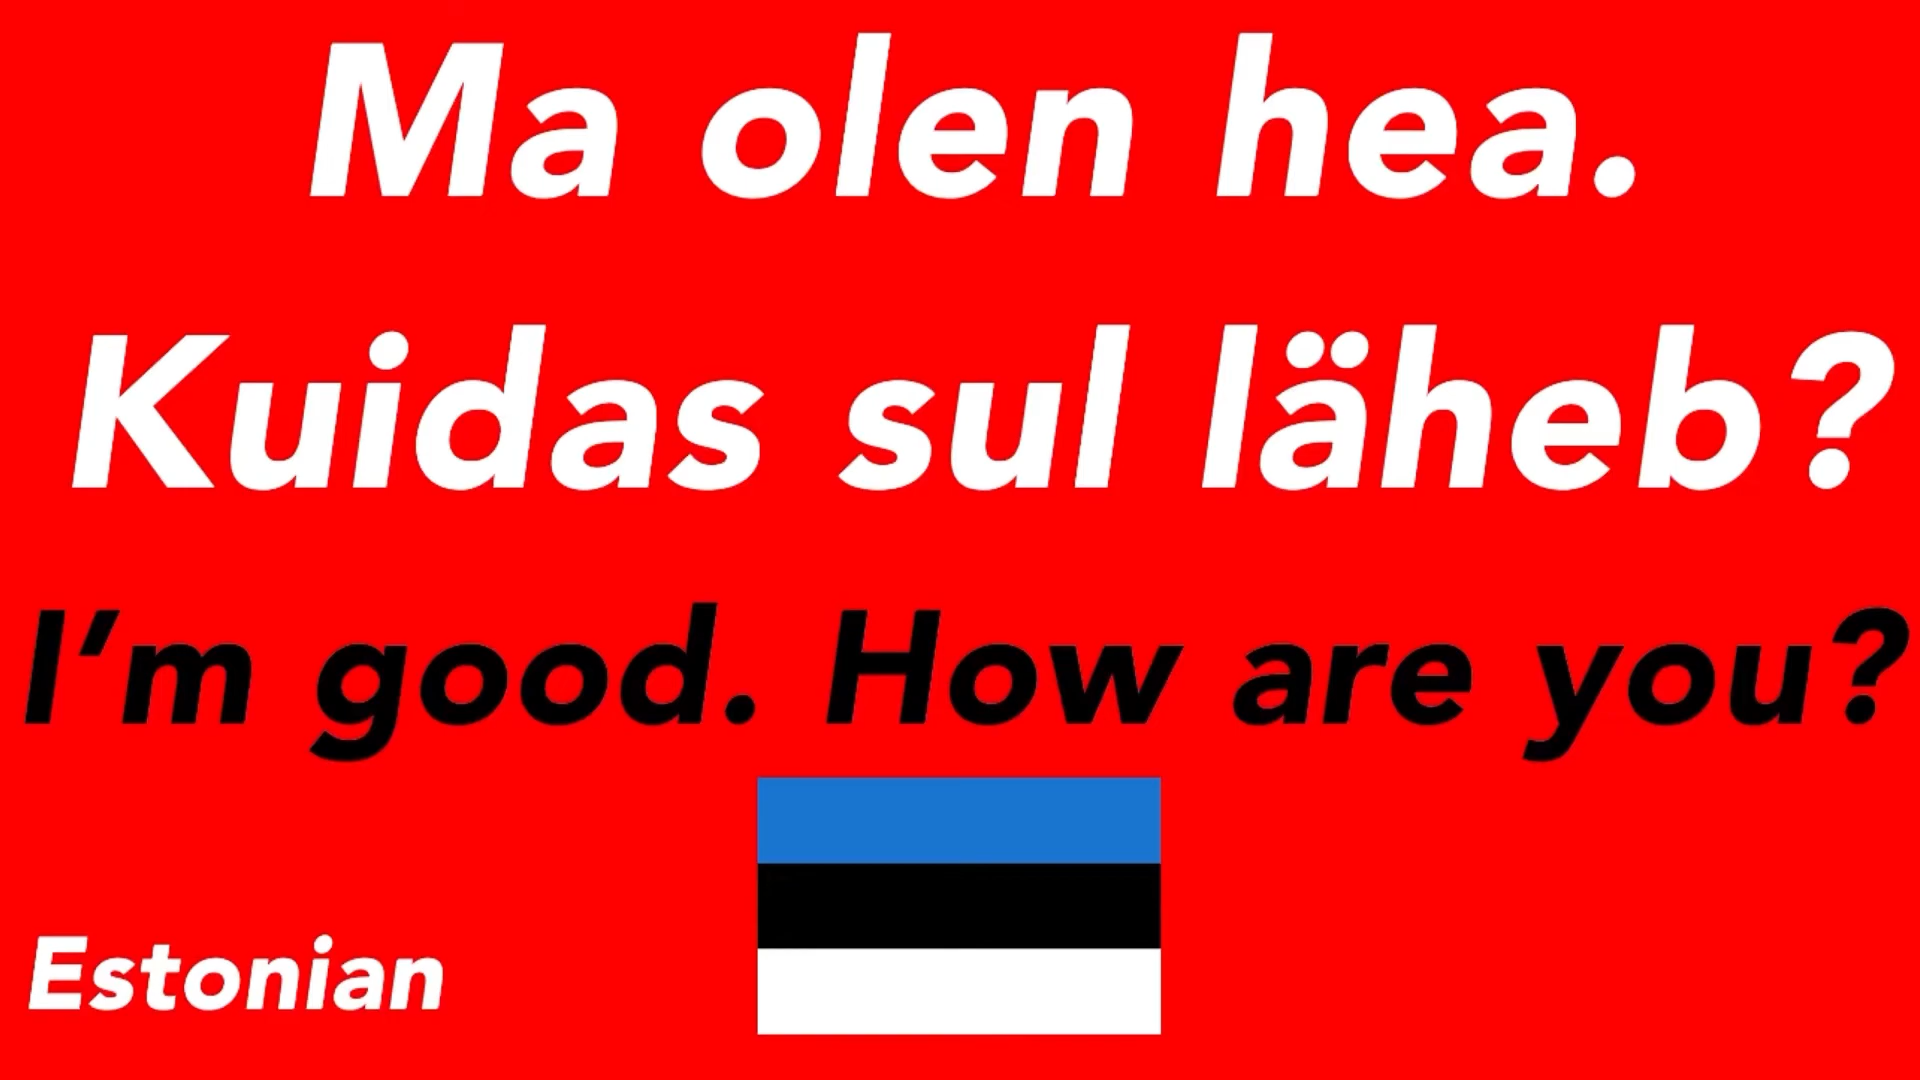 Ma olen hea.
Kuidas sul läheb?
I’m good. How are you?
Estonian